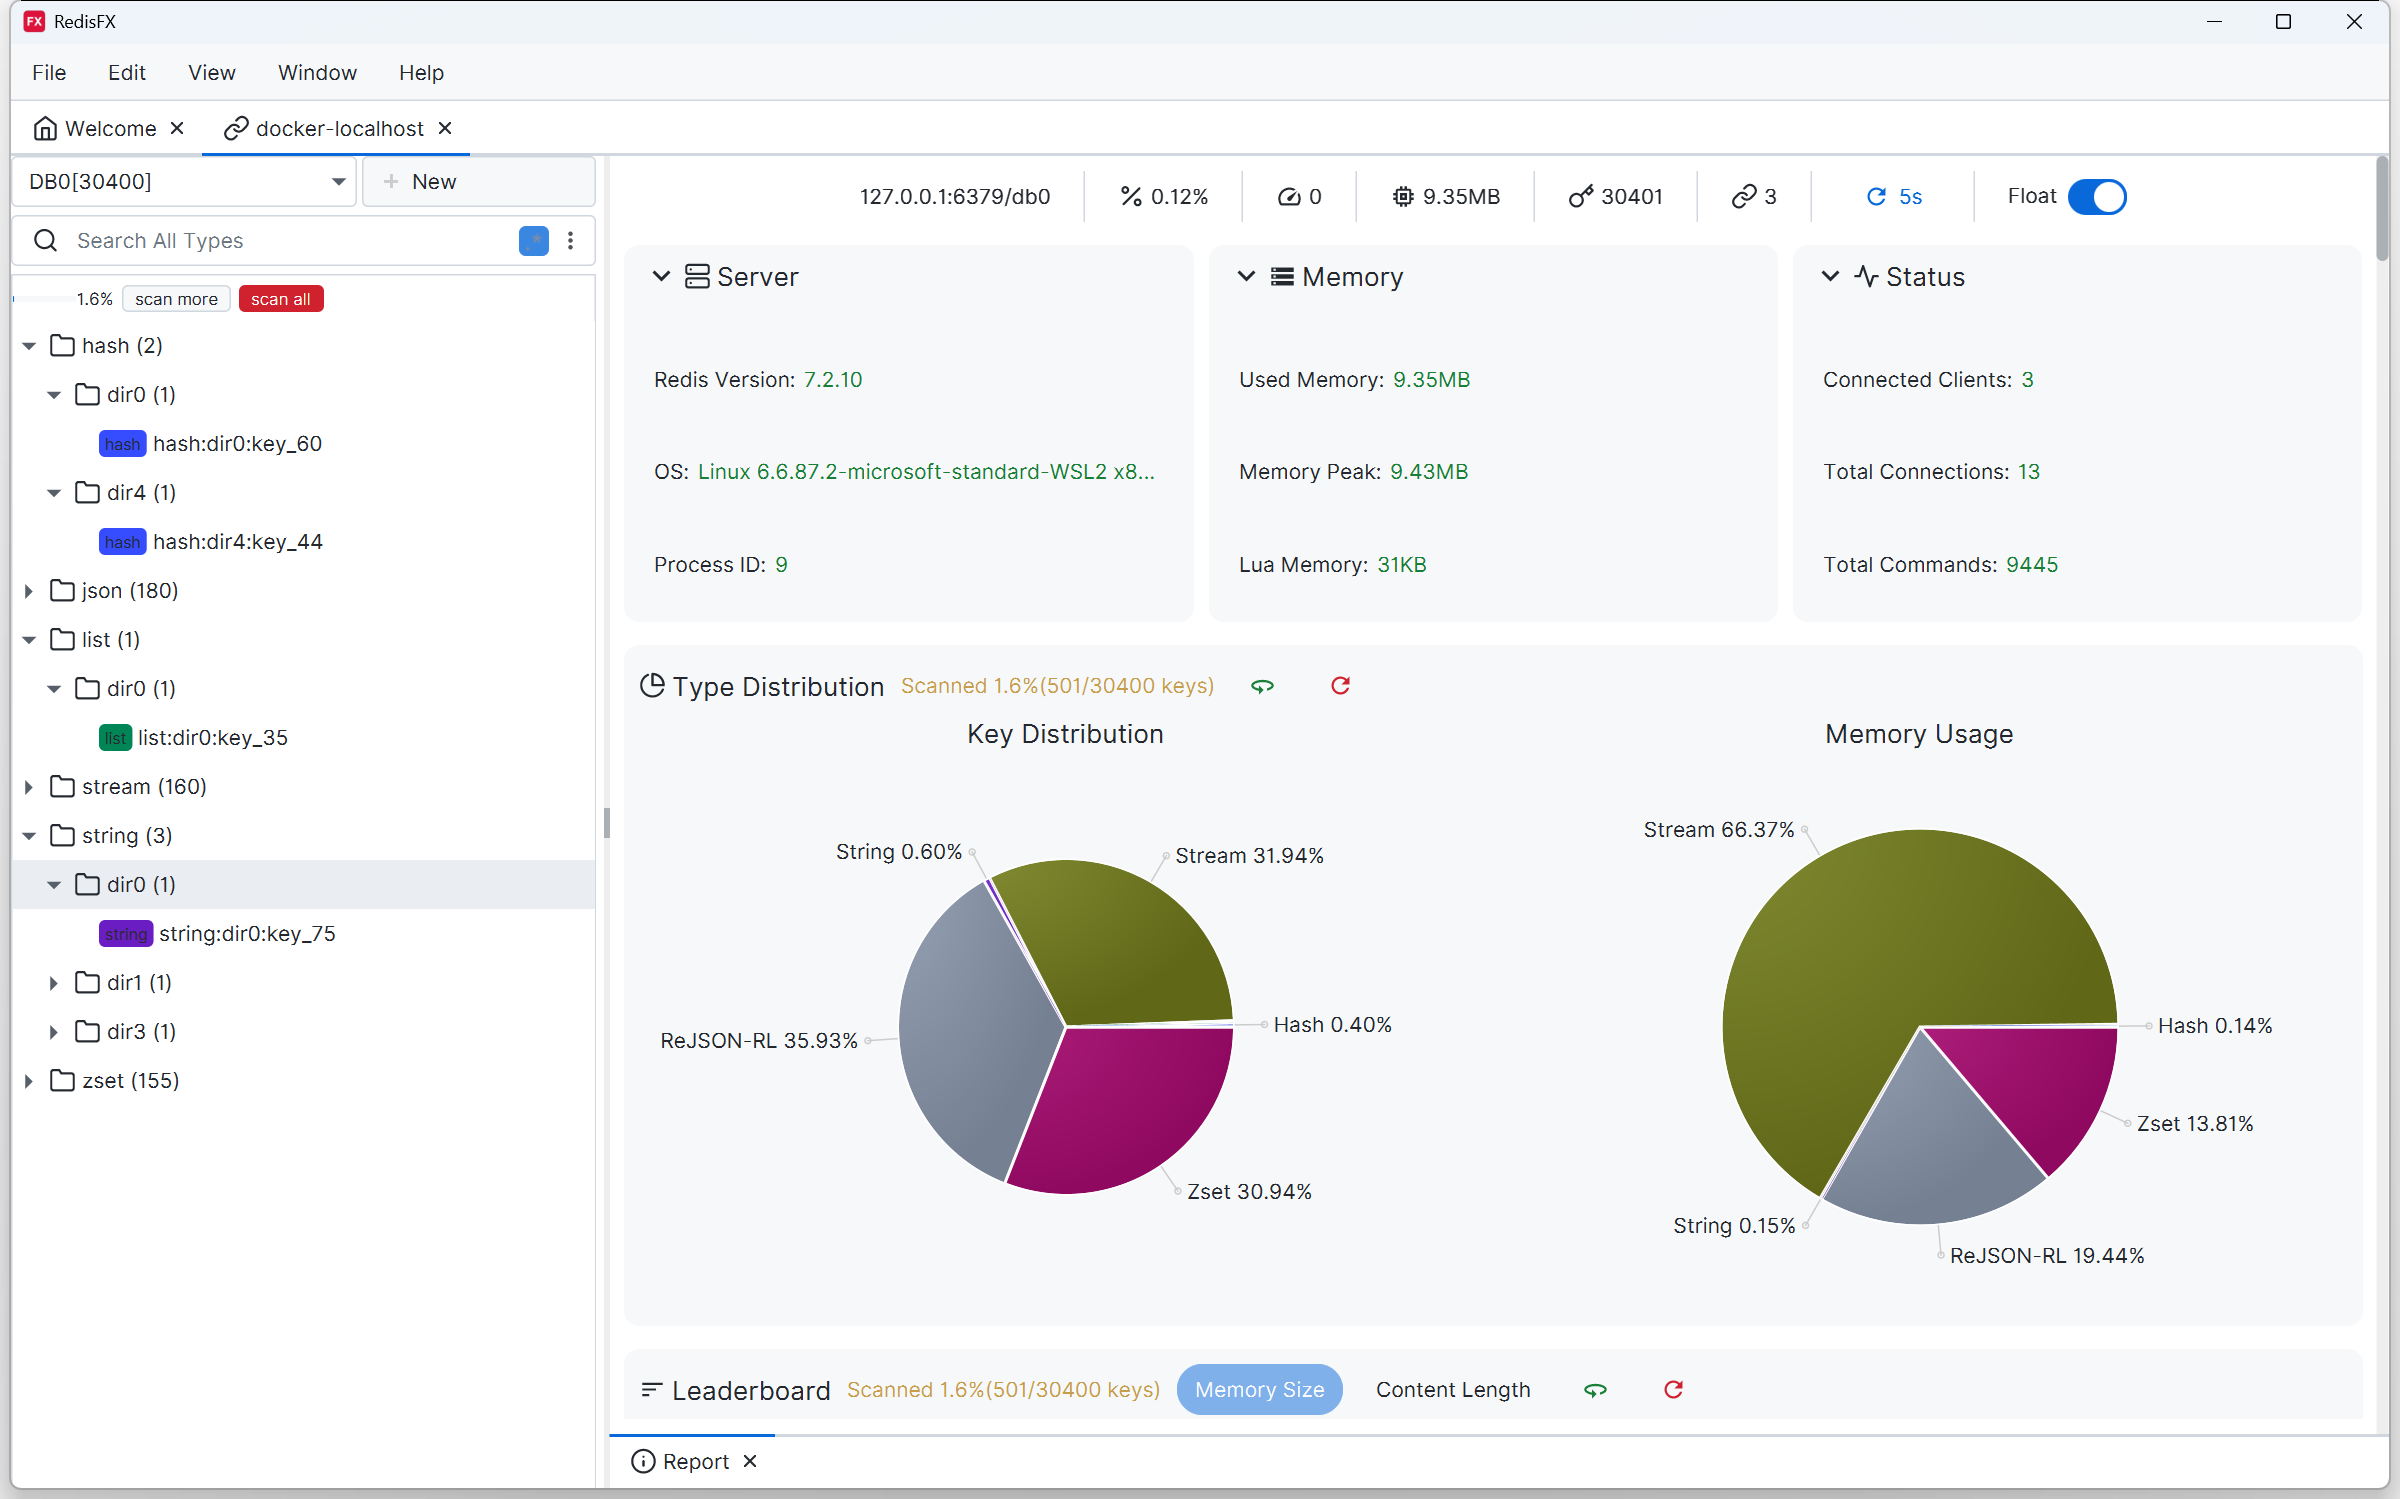 FX RedisFX
File Edit View Window Help
Welcome docker-localhost
DB0[30400] New
Search All Types .*
1.6% scan more scan all
hash (2)
dir0 (1)
hash hash:dir0:key_60
dir4 (1)
hash hash:dir4:key_44
json (180)
list (1)
dir0 (1)
list list:dir0:key_35
stream (160)
string (3)
dir0 (1)
string string:dir0:key_75
dir1 (1)
dir3 (1)
zset (155)
127.0.0.1:6379/db0 0.12% 0 9.35MB 30401 3 5s Float
Server
Redis Version: 7.2.10
OS: Linux 6.6.87.2-microsoft-standard-WSL2 x8...
Process ID: 9
Memory
Used Memory: 9.35MB
Memory Peak: 9.43MB
Lua Memory: 31KB
Status
Connected Clients: 3
Total Connections: 13
Total Commands: 9445
Type Distribution Scanned 1.6%(501/30400 keys)
Key Distribution
String 0.60%
Stream 31.94%
Hash 0.40%
ReJSON-RL 35.93%
Zset 30.94%
Memory Usage
Stream 66.37%
Hash 0.14%
Zset 13.81%
String 0.15%
ReJSON-RL 19.44%
Leaderboard Scanned 1.6%(501/30400 keys) Memory Size Content Length
Report